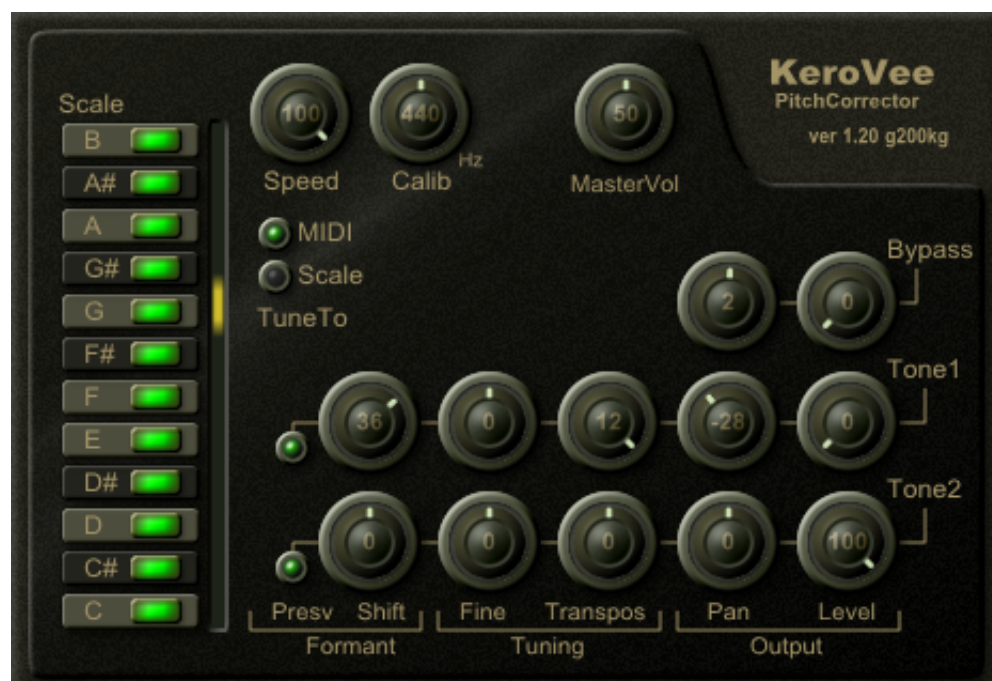 KeroVee
PitchCorrector
ver 1.20 g200kg
Scale
B
A#
A
G#
G
F#
F
E
D#
D
C#
C
100
Speed
440
Hz
Calib
50
MasterVol
MIDI
Scale
TuneTo
2 0 Bypass
36 0 12 -28 0 Tone1
0 0 0 0 100 Tone2
Presv Shift Fine Transpos Pan Level
Formant Tuning Output